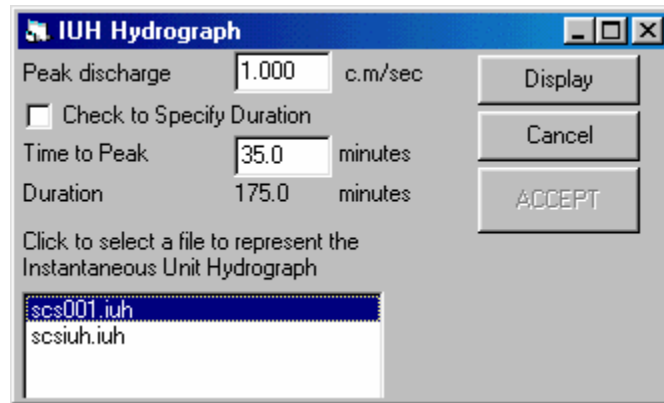 IUH Hydrograph
Peak discharge 1.000 c.m/sec Display
Check to Specify Duration
Cancel
Time to Peak 35.0 minutes
Duration 175.0 minutes ACCEPT
Click to select a file to represent the
Instantaneous Unit Hydrograph
scs001.iuh
scsiuh.iuh